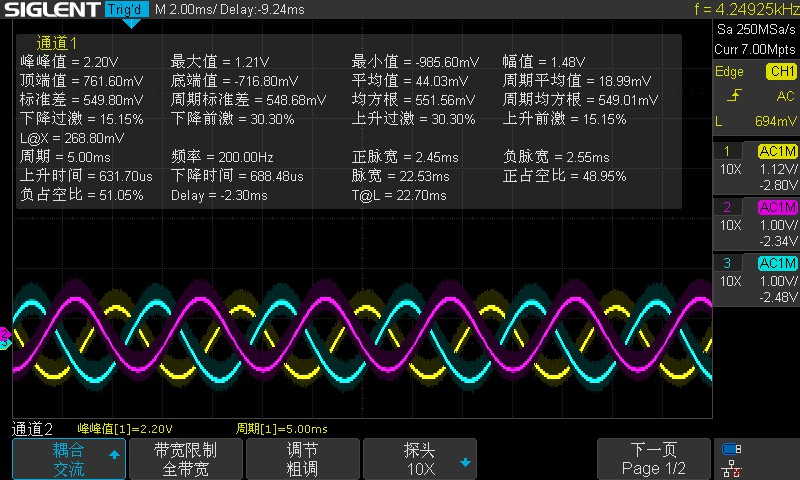 SIGLENT Trig'd M 2.00ms/ Delay:-9.24ms f = 4.24925kHz
Sa 250MSa/s
Curr 7.00Mpts
通道1
峰峰值 = 2.20V 最大值 = 1.21V 最小值 = -985.60mV 幅值 = 1.48V
顶端值 = 761.60mV 底端值 = -716.80mV 平均值 = 44.03mV 周期平均值 = 18.99mV
标准差 = 549.80mV 周期标准差 = 548.68mV 均方根 = 551.56mV 周期均方根 = 549.01mV
下降过激 = 15.15% 下降前激 = 30.30% 上升过激 = 30.30% 上升前激 = 15.15%
L@X = 268.80mV
周期 = 5.00ms 频率 = 200.00Hz 正脉宽 = 2.45ms 负脉宽 = 2.55ms
上升时间 = 631.70us 下降时间 = 688.48us 脉宽 = 22.53ms 正占空比 = 48.95%
负占空比 = 51.05% Delay = -2.30ms T@L = 22.70ms
Edge CH1
AC
L 694mV
1 AC1M
10X 1.12V/
-2.80V
2 AC1M
10X 1.00V/
-2.34V
3 AC1M
10X 1.00V/
-2.48V
2
3
通道2 峰峰值[1]=2.20V 周期[1]=5.00ms
耦合 带宽限制 调节 探头 下一页
交流 全带宽 粗调 10X Page 1/2